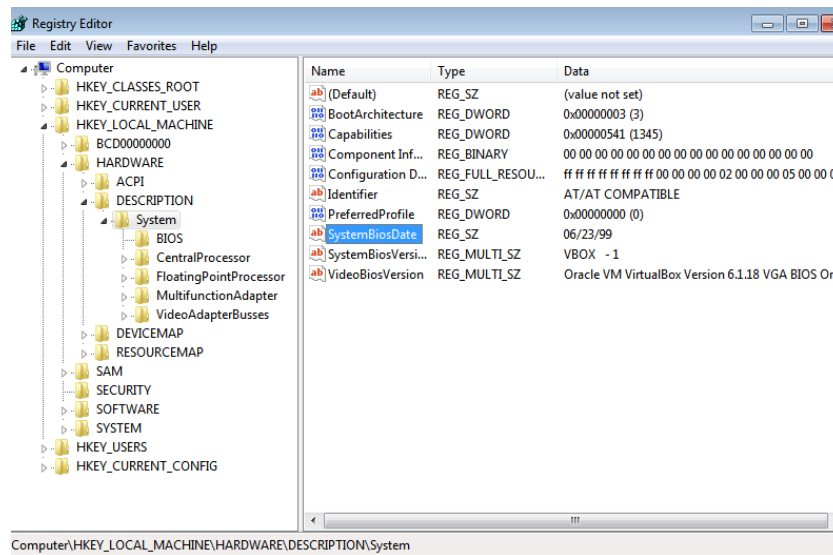 Registry Editor
File Edit View Favorites Help
Computer
HKEY_CLASSES_ROOT
HKEY_CURRENT_USER
HKEY_LOCAL_MACHINE
BCD00000000
HARDWARE
ACPI
DESCRIPTION
System
BIOS
CentralProcessor
FloatingPointProcessor
MultifunctionAdapter
VideoAdapterBusses
DEVICEMAP
RESOURCEMAP
SAM
SECURITY
SOFTWARE
SYSTEM
HKEY_USERS
HKEY_CURRENT_CONFIG
Name Type Data
(Default) REG_SZ (value not set)
BootArchitecture REG_DWORD 0x00000003 (3)
Capabilities REG_DWORD 0x00000541 (1345)
Component Inf... REG_BINARY 00 00 00 00 00 00 00 00 00 00 00 00 00 00 00 00
Configuration D... REG_FULL_RESOU... ff ff ff ff ff ff ff ff 00 00 00 00 02 00 00 00 05 00 00 0
Identifier REG_SZ AT/AT COMPATIBLE
PreferredProfile REG_DWORD 0x00000000 (0)
SystemBiosDate REG_SZ 06/23/99
SystemBiosVersi... REG_MULTI_SZ VBOX - 1
VideoBiosVersion REG_MULTI_SZ Oracle VM VirtualBox Version 6.1.18 VGA BIOS Or
Computer\HKEY_LOCAL_MACHINE\HARDWARE\DESCRIPTION\System